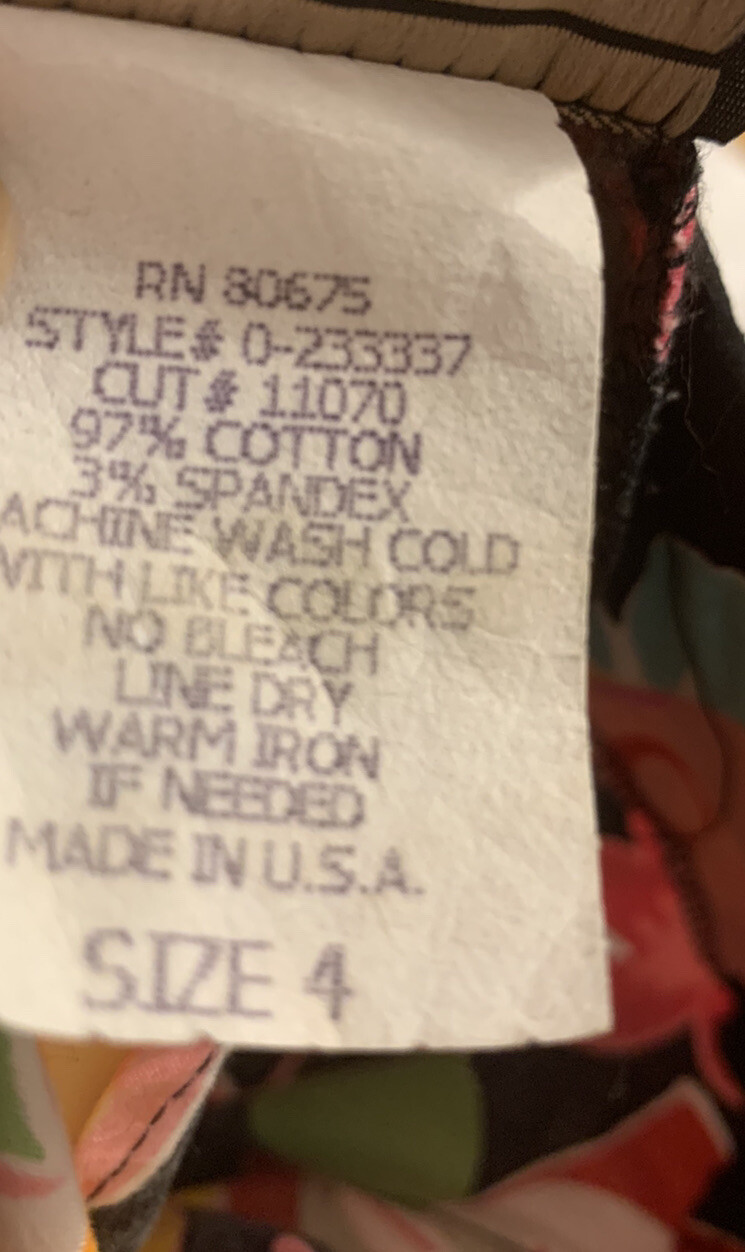 RN 80675
STYLE# 0-233337
CUT# 11070
97% COTTON
3% SPANDEX
ACHINE WASH COLD
WITH LIKE COLORS
NO BLEACH
LINE DRY
WARM IRON
IF NEEDED
MADE IN U.S.A.
SIZE 4